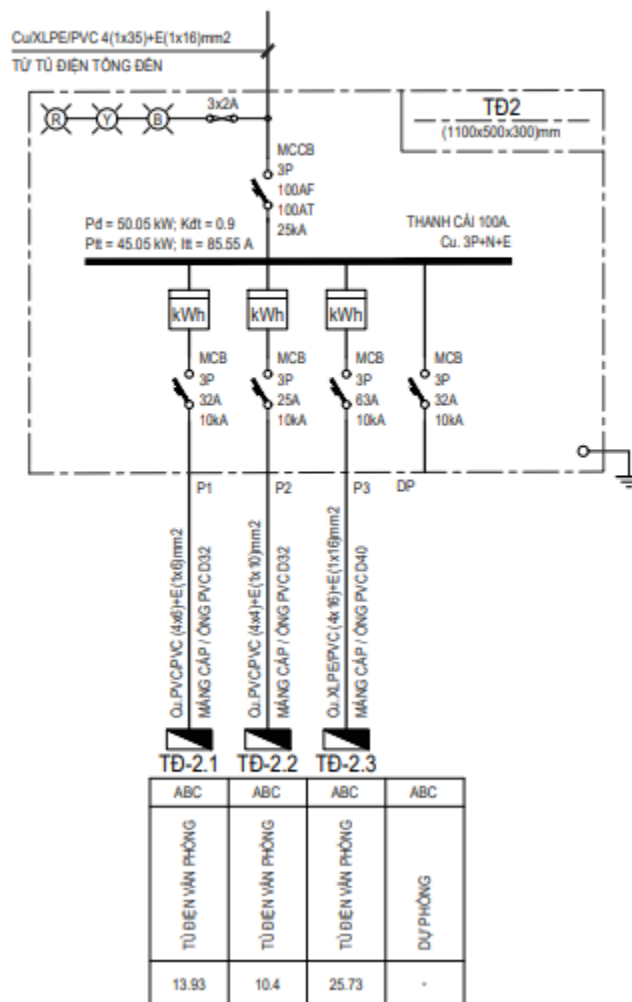 Cu/XLPE/PVC 4(1x35)+E(1x16)mm2
TỪ TỦ ĐIỆN TỔNG ĐẾN
R Y B
3x2A
TĐ2
(1100x500x300)mm
MCCB
3P
100AF
100AT
25kA
Pđ = 50.05 kW; Kdt = 0.9
Ptt = 45.05 kW; Itt = 85.55 A
THANH CÁI 100A.
Cu. 3P+N+E
kWh kWh kWh
MCB
3P
32A
10kA
MCB
3P
25A
10kA
MCB
3P
63A
10kA
MCB
3P
32A
10kA
P1 P2 P3 DP
Cu.PVC/PVC (4x6)+E(1x6)mm2
MÁNG CÁP / ỐNG PVC D32
Cu.PVC/PVC (4x4)+E(1x10)mm2
MÁNG CÁP / ỐNG PVC D32
Cu.XLPE/PVC (4x16)+E(1x16)mm2
MÁNG CÁP / ỐNG PVC D40
TĐ-2.1 TĐ-2.2 TĐ-2.3
ABC ABC ABC ABC
TỦ ĐIỆN VĂN PHÒNG
TỦ ĐIỆN VĂN PHÒNG
TỦ ĐIỆN VĂN PHÒNG
DỰ PHÒNG
13.93 10.4 25.73 -